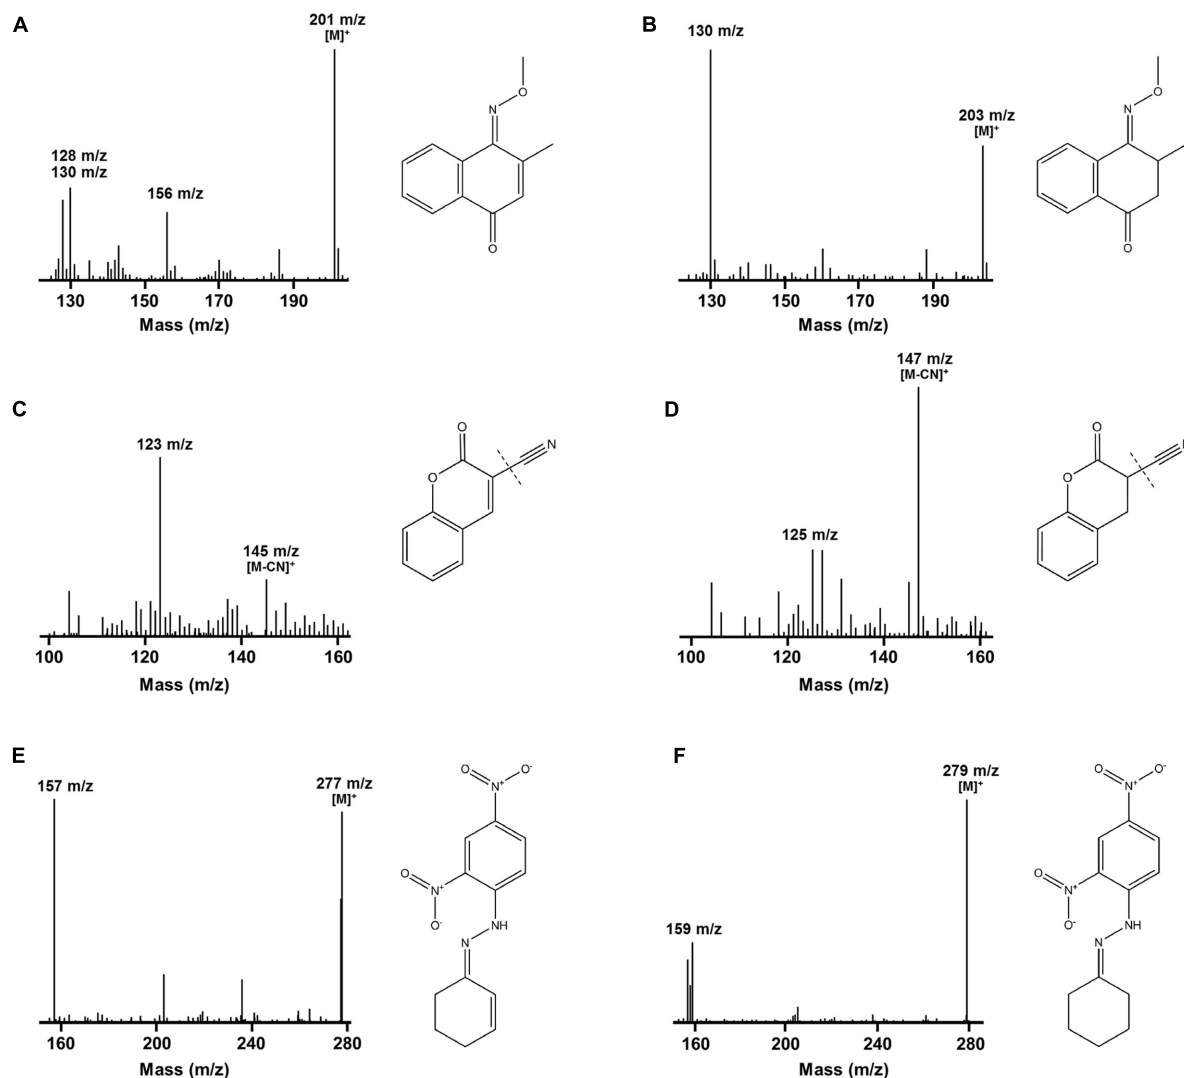 A
201 m/z
[M]+
128 m/z
130 m/z
156 m/z
130 150 170 190
Mass (m/z)
O
N
O
B
130 m/z
203 m/z
[M]+
130 150 170 190
Mass (m/z)
O
N
O
C
123 m/z
145 m/z
[M-CN]+
100 120 140 160
Mass (m/z)
O
N
O
D
147 m/z
[M-CN]+
125 m/z
100 120 140 160
Mass (m/z)
O
N
O
E
157 m/z
277 m/z
[M]+
160 200 240 280
Mass (m/z)
O O-
N+
O
N+
O- NH
N
F
279 m/z
[M]+
159 m/z
160 200 240 280
Mass (m/z)
O O-
N+
O
N+
O- NH
N